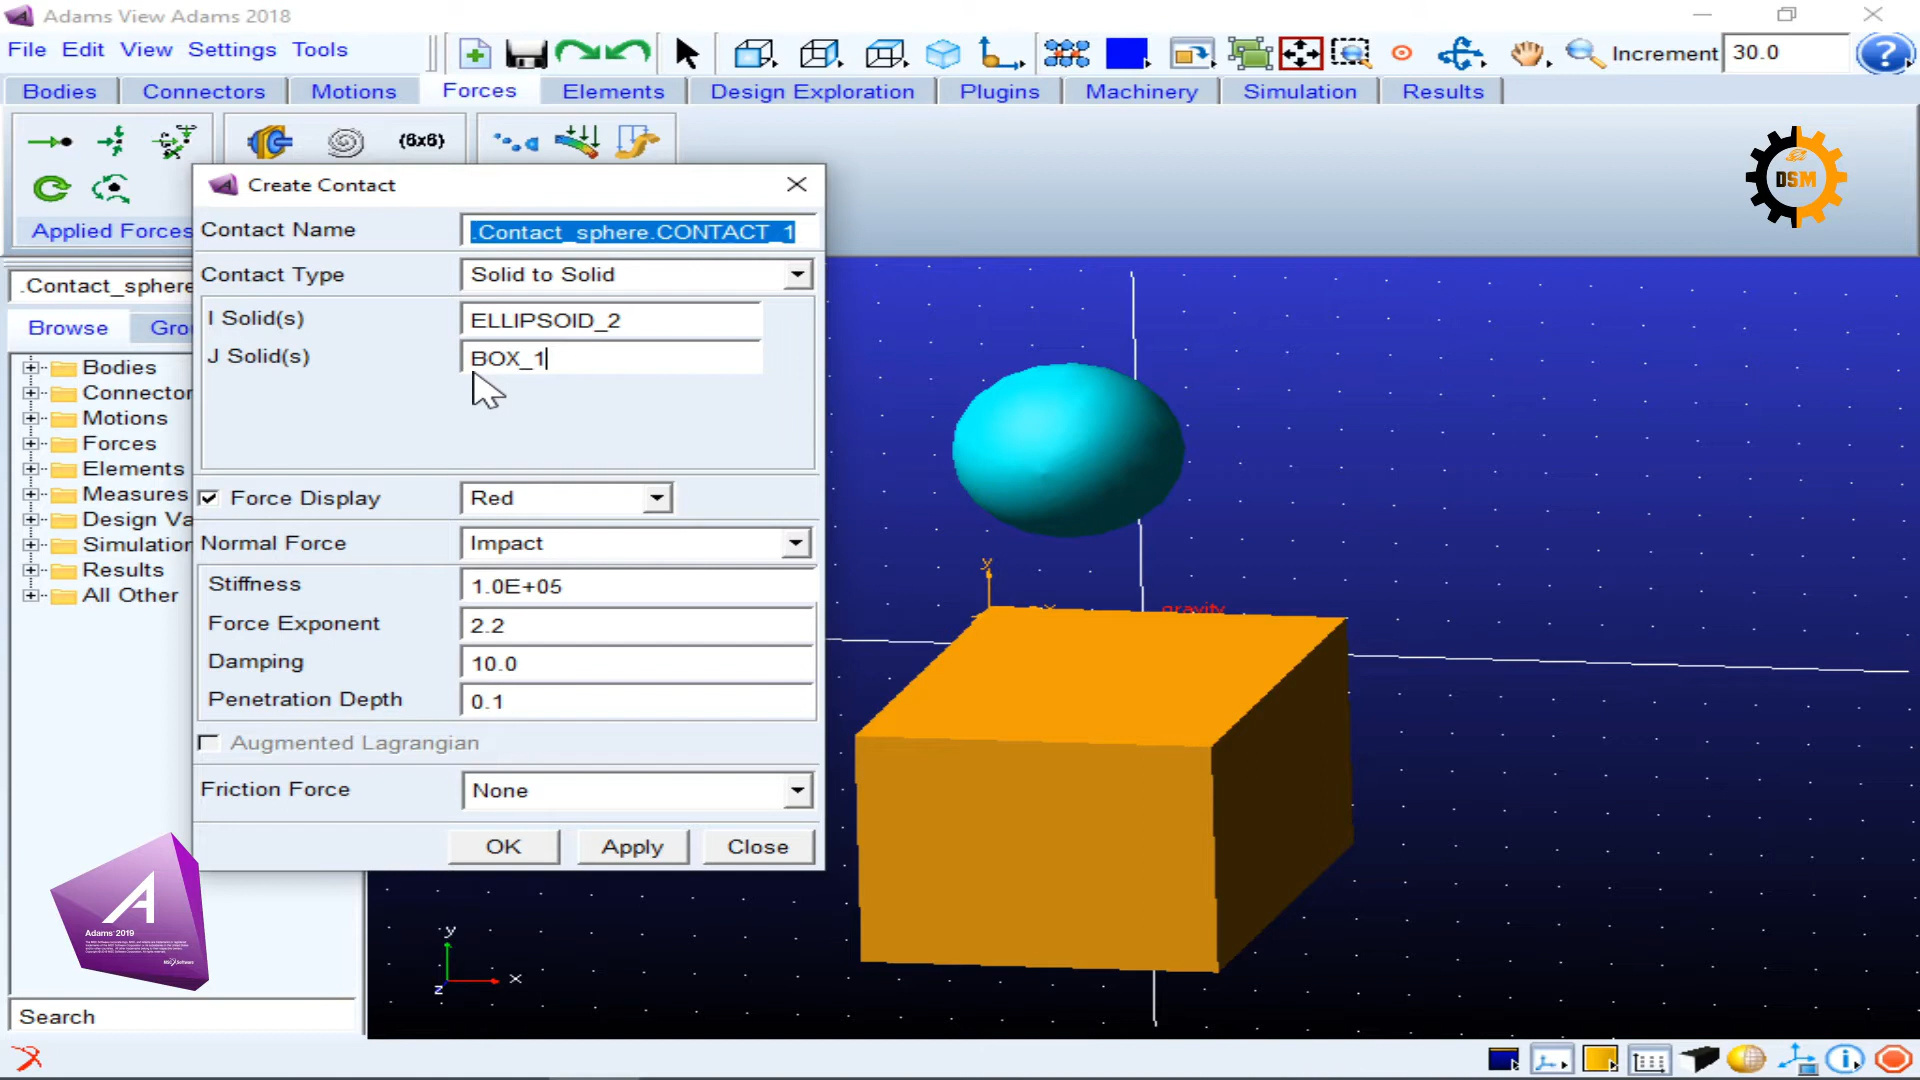 Adams View Adams 2018
File Edit View Settings Tools
Increment 30.0
Bodies Connectors Motions Forces Elements Design Exploration Plugins Machinery Simulation Results
(6x6)
Applied Forces
DSM
Create Contact
Contact Name .Contact_sphere.CONTACT_1
Contact Type Solid to Solid
I Solid(s) ELLIPSOID_2
J Solid(s) BOX_1
Force Display Red
Normal Force Impact
Stiffness 1.0E+05
Force Exponent 2.2
Damping 10.0
Penetration Depth 0.1
Augmented Lagrangian
Friction Force None
OK Apply Close
.Contact_sphere
Browse Gro
Bodies
Connector
Motions
Forces
Elements
Measures
Design Va
Simulation
Results
All Other
Adams 2019
Search
y
gravity
y
x
z